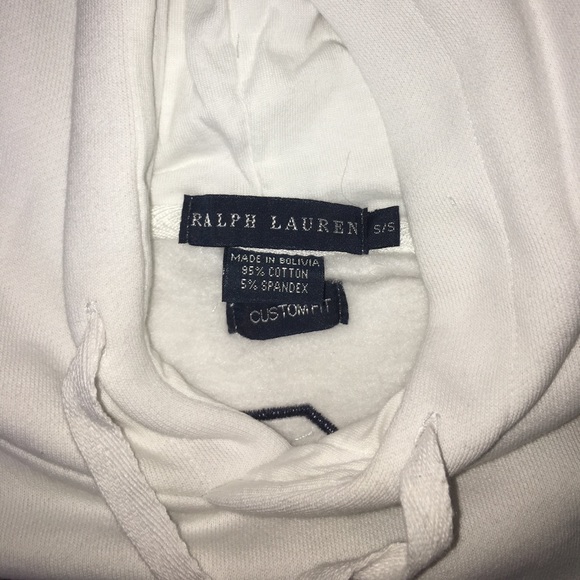 RALPH LAUREN
S/S
MADE IN BOLIVIA
95% COTTON
5% SPANDEX
CUSTOM FIT